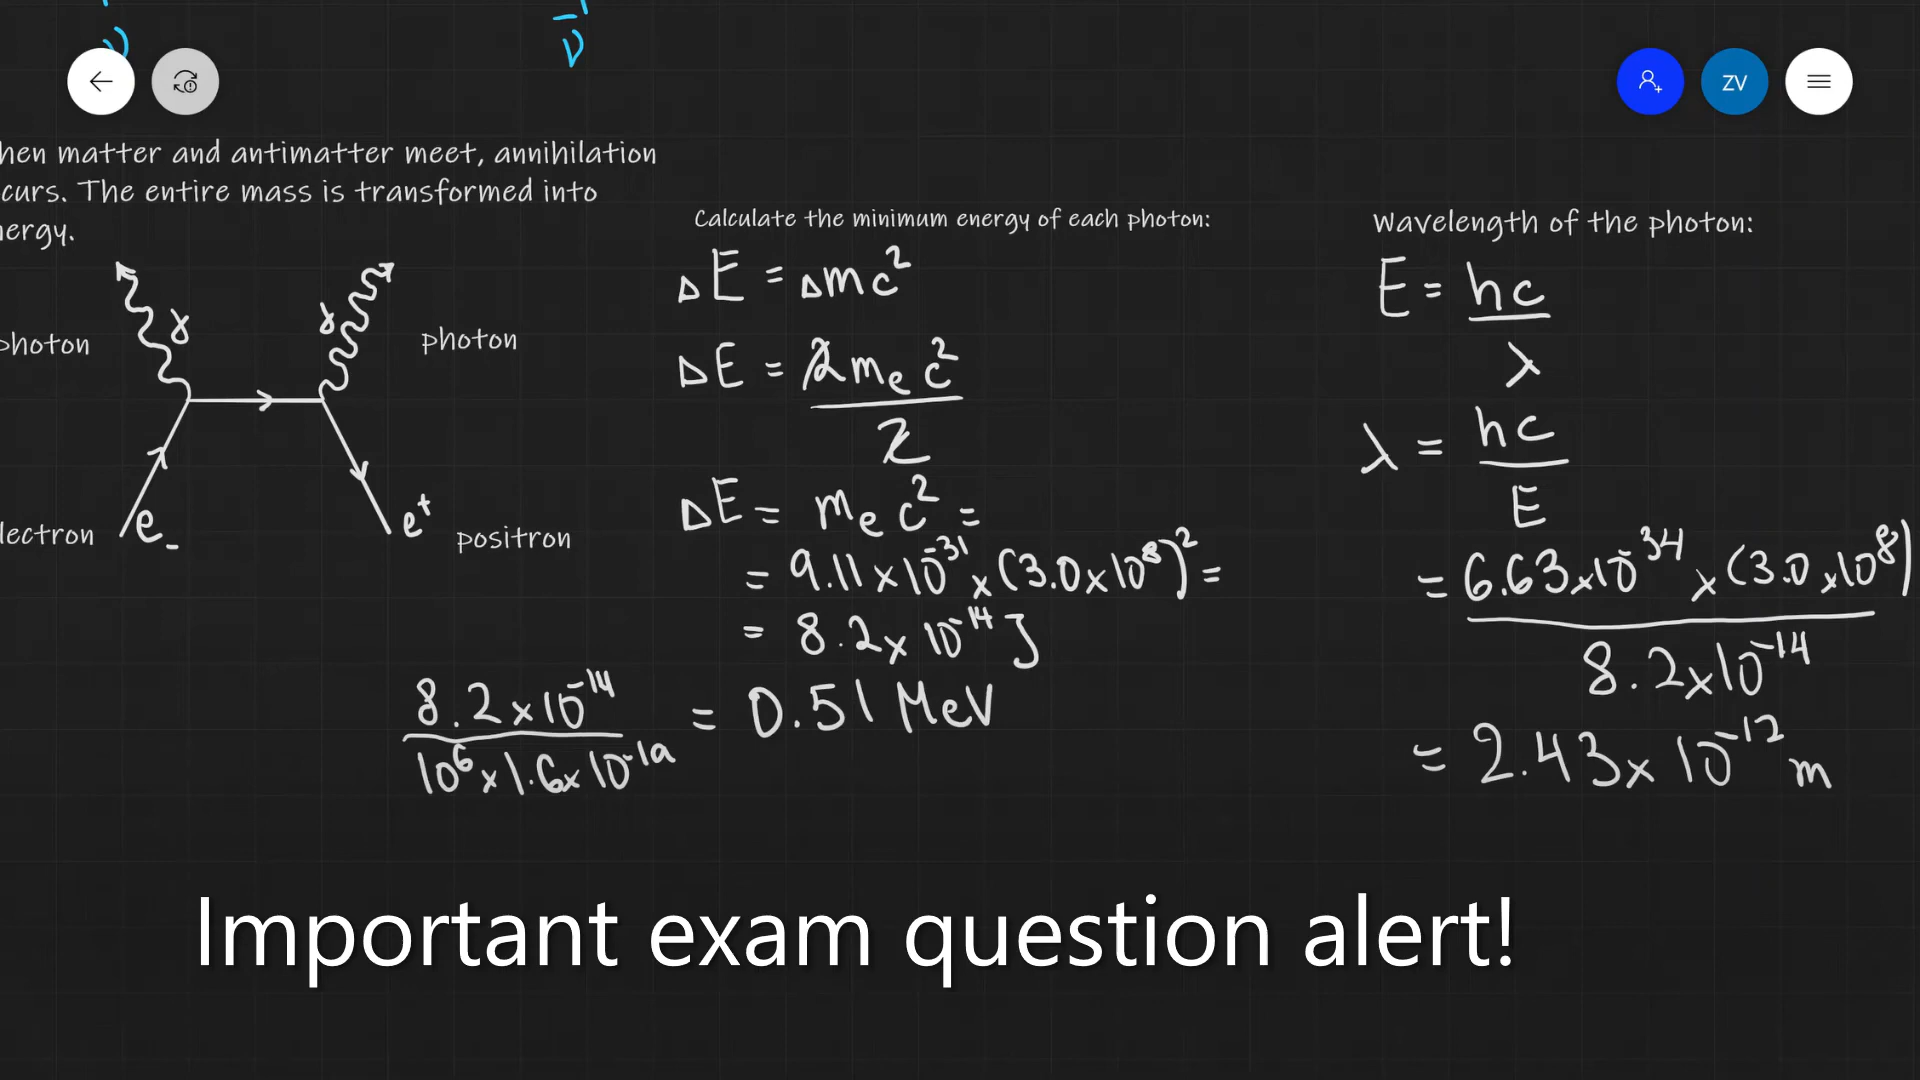 ν
ν̄
ZV
hen matter and antimatter meet, annihilation
curs. The entire mass is transformed into
nergy.
photon
γ
γ
photon
lectron
e-
e⁺
positron
Calculate the minimum energy of each photon:
ΔE = Δmc²
ΔE = 2mₑc²
2
ΔE = mₑc² =
= 9.11×10⁻³¹ × (3.0×10⁸)² =
= 8.2×10⁻¹⁴ J
8.2×10⁻¹⁴ = 0.51 MeV
10⁶×1.6×10⁻¹⁹
Wavelength of the photon:
E = hc
λ
λ = hc
E
= 6.63×10⁻³⁴ × (3.0×10⁸)
8.2×10⁻¹⁴
= 2.43×10⁻¹² m
Important exam question alert!